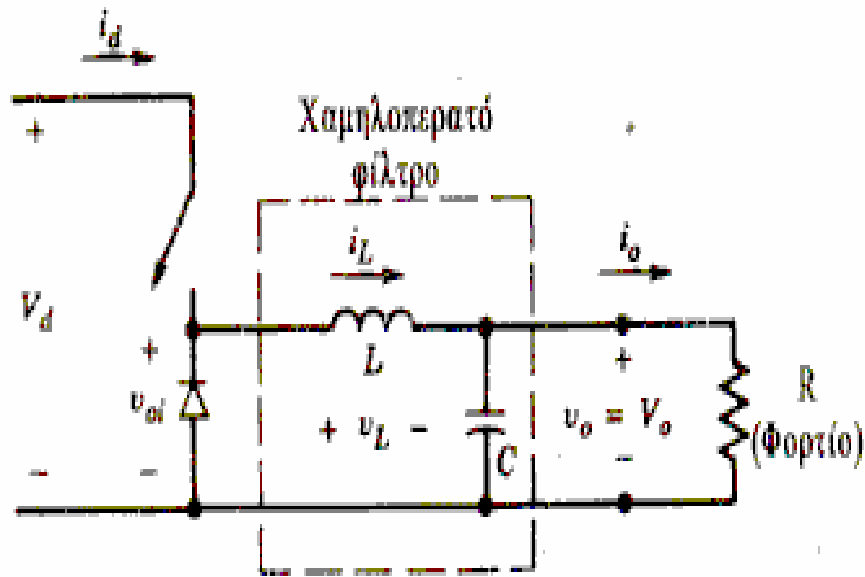 i_d
+
Χαμηλοπερατό
φίλτρο
i_L
i_o
V_d
+
v_oi
L
+ v_L −
C
+
v_o = V_o
R
(Φορτίο)
−
−
−